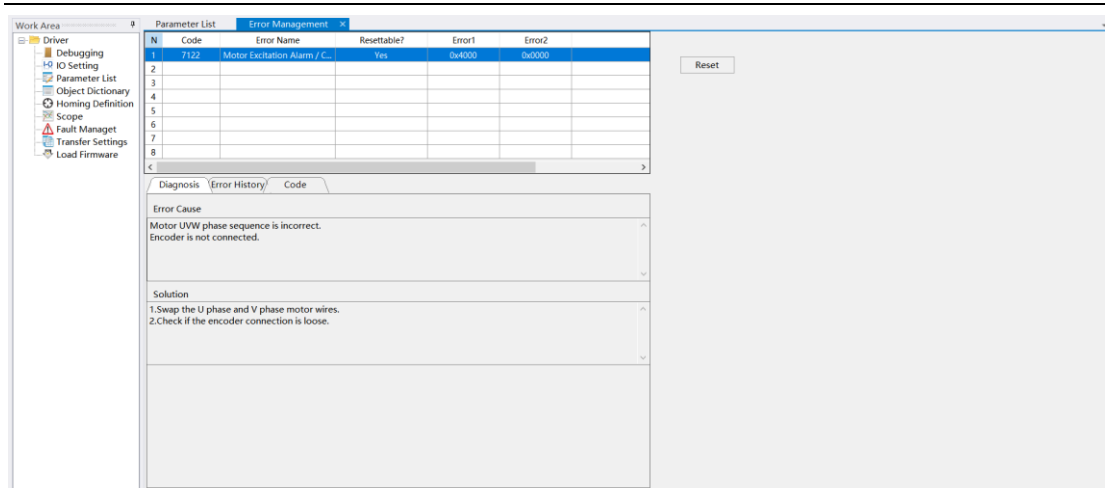 Work Area
Driver
Debugging
IO Setting
Parameter List
Object Dictionary
Homing Definition
Scope
Fault Managet
Transfer Settings
Load Firmware
Parameter List Error Management ×
N Code Error Name Resettable? Error1 Error2
1 7122 Motor Excitation Alarm / C... Yes 0x4000 0x0000
2
3
4
5
6
7
8
Reset
Diagnosis Error History Code
Error Cause
Motor UVW phase sequence is incorrect.
Encoder is not connected.
Solution
1.Swap the U phase and V phase motor wires.
2.Check if the encoder connection is loose.